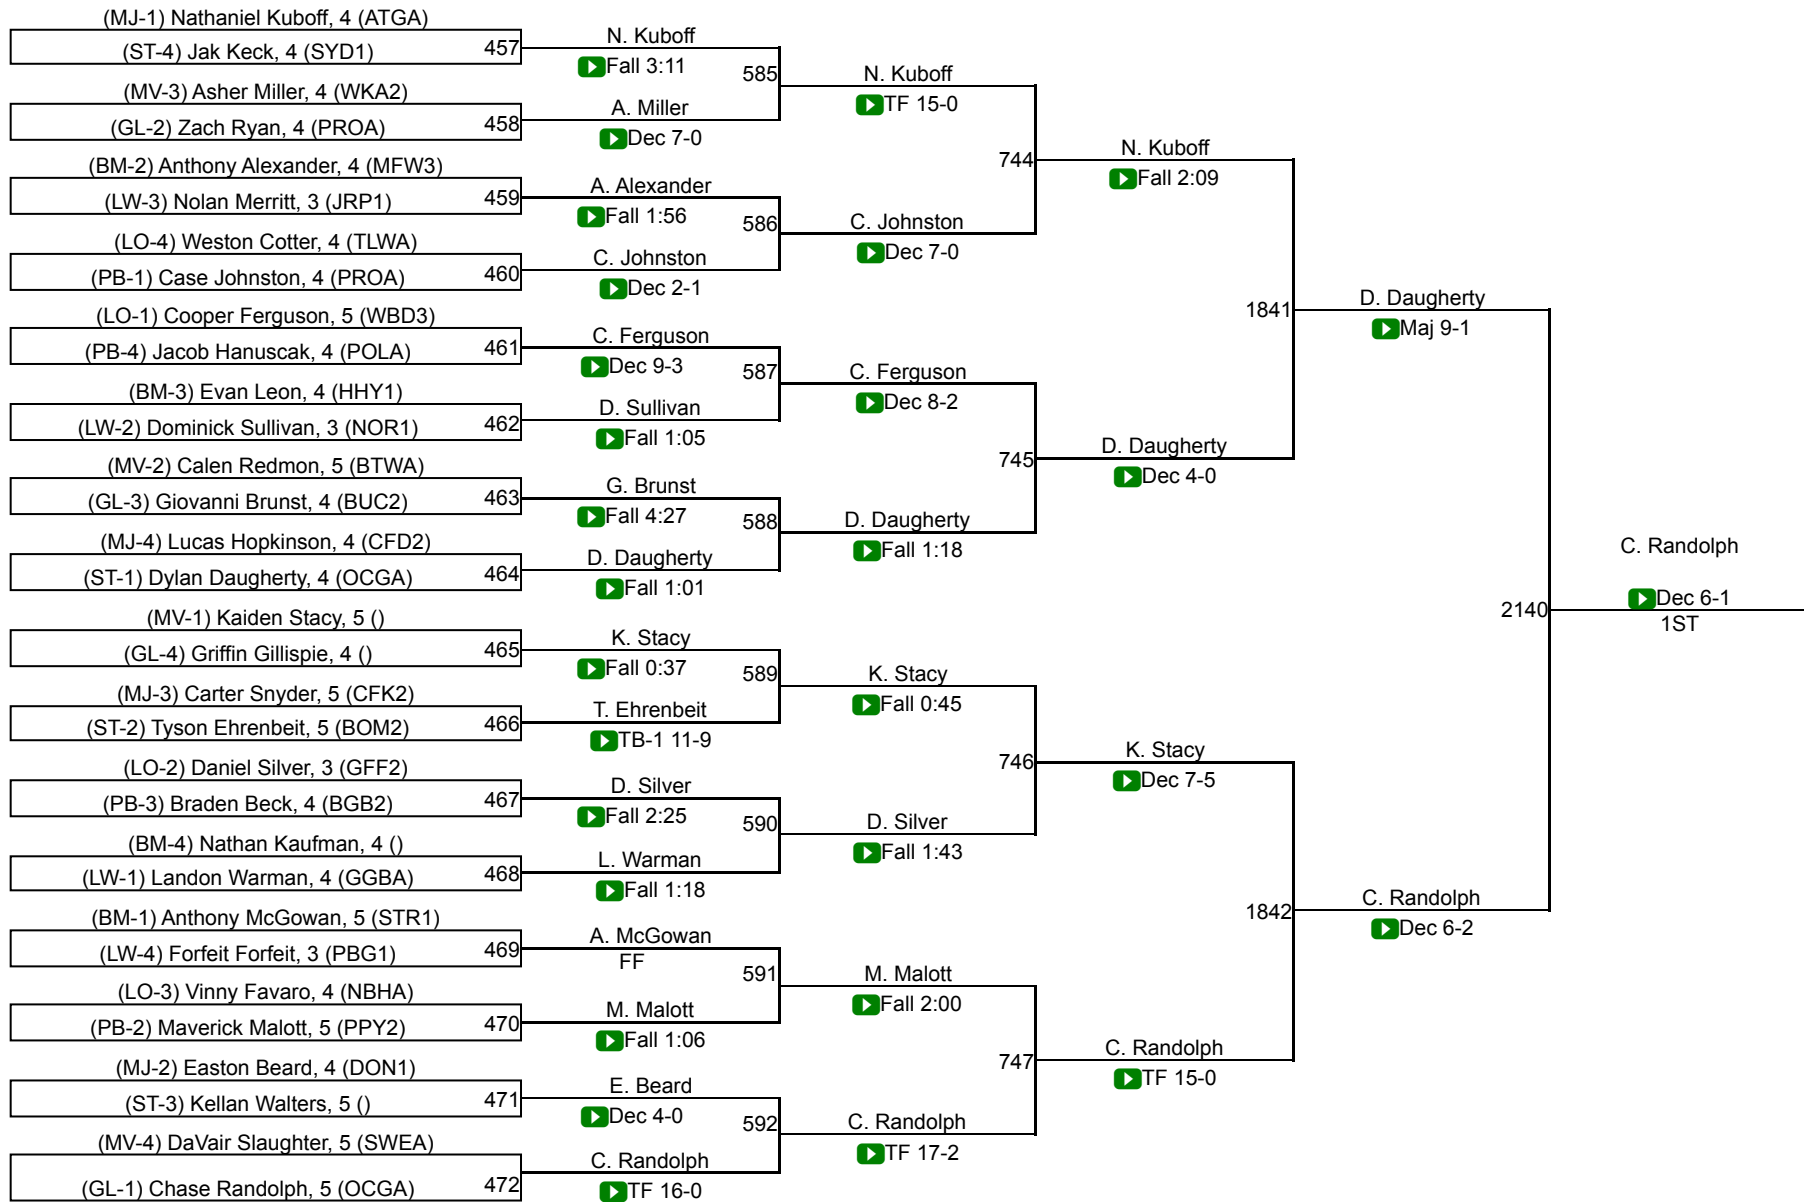 (MJ-1) Nathaniel Kuboff, 4 (ATGA)
(ST-4) Jak Keck, 4 (SYD1)
457
(MV-3) Asher Miller, 4 (WKA2)
(GL-2) Zach Ryan, 4 (PROA)
458
(BM-2) Anthony Alexander, 4 (MFW3)
(LW-3) Nolan Merritt, 3 (JRP1)
459
(LO-4) Weston Cotter, 4 (TLWA)
(PB-1) Case Johnston, 4 (PROA)
460
(LO-1) Cooper Ferguson, 5 (WBD3)
(PB-4) Jacob Hanuscak, 4 (POLA)
461
(BM-3) Evan Leon, 4 (HHY1)
(LW-2) Dominick Sullivan, 3 (NOR1)
462
(MV-2) Calen Redmon, 5 (BTWA)
(GL-3) Giovanni Brunst, 4 (BUC2)
463
(MJ-4) Lucas Hopkinson, 4 (CFD2)
(ST-1) Dylan Daugherty, 4 (OCGA)
464
(MV-1) Kaiden Stacy, 5 ()
(GL-4) Griffin Gillispie, 4 ()
465
(MJ-3) Carter Snyder, 5 (CFK2)
(ST-2) Tyson Ehrenbeit, 5 (BOM2)
466
(LO-2) Daniel Silver, 3 (GFF2)
(PB-3) Braden Beck, 4 (BGB2)
467
(BM-4) Nathan Kaufman, 4 ()
(LW-1) Landon Warman, 4 (GGBA)
468
(BM-1) Anthony McGowan, 5 (STR1)
(LW-4) Forfeit Forfeit, 3 (PBG1)
469
(LO-3) Vinny Favaro, 4 (NBHA)
(PB-2) Maverick Malott, 5 (PPY2)
470
(MJ-2) Easton Beard, 4 (DON1)
(ST-3) Kellan Walters, 5 ()
471
(MV-4) DaVair Slaughter, 5 (SWEA)
(GL-1) Chase Randolph, 5 (OCGA)
472
N. Kuboff
Fall 3:11
585
A. Miller
Dec 7-0
A. Alexander
Fall 1:56
586
C. Johnston
Dec 2-1
C. Ferguson
Dec 9-3
587
D. Sullivan
Fall 1:05
G. Brunst
Fall 4:27
588
D. Daugherty
Fall 1:01
K. Stacy
Fall 0:37
589
T. Ehrenbeit
TB-1 11-9
D. Silver
Fall 2:25
590
L. Warman
Fall 1:18
A. McGowan
FF
591
M. Malott
Fall 1:06
E. Beard
Dec 4-0
592
C. Randolph
TF 16-0
N. Kuboff
TF 15-0
744
C. Johnston
Dec 7-0
C. Ferguson
Dec 8-2
745
D. Daugherty
Fall 1:18
K. Stacy
Fall 0:45
746
D. Silver
Fall 1:43
M. Malott
Fall 2:00
747
C. Randolph
TF 17-2
N. Kuboff
Fall 2:09
1841
D. Daugherty
Dec 4-0
K. Stacy
Dec 7-5
1842
C. Randolph
TF 15-0
D. Daugherty
Maj 9-1
2140
C. Randolph
Dec 6-2
C. Randolph
Dec 6-1
1ST